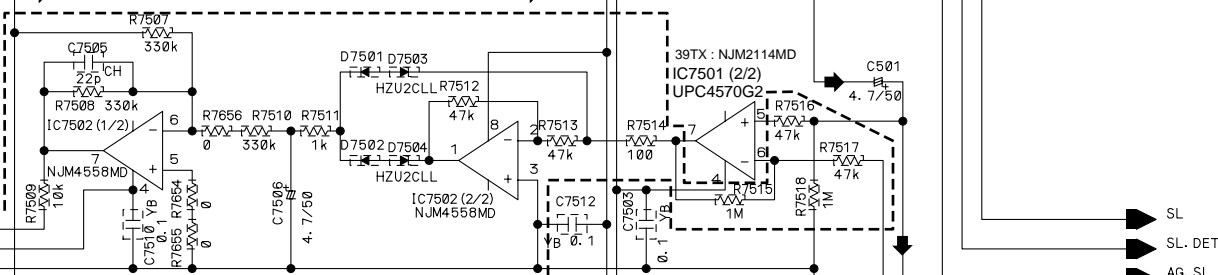 R7507
330k
C7505
CH
22p
R7508 330k
IC7502 (1/2)
6
7
5
NJM4558MD
4
R7509
10k
C7510 YB
0.1
R7654 0
R7655 0
R7656
0
R7510
330k
R7511
1k
C7506
4.7/50
D7501 D7503
HZU2CLL
D7502 D7504
HZU2CLL
R7512
47k
8
1
2
3
IC7502 (2/2)
NJM4558MD
R7513
47k
C7512
YB 0.1
R7514
100
39TX : NJM2114MD
IC7501 (2/2)
UPC4570G2
7
5
6
4
R7515
1M
C7503
YB
0.1
R7516
47k
R7517
47k
R7518
1M
C501
4.7/50
SL
SL.DET
AG SL